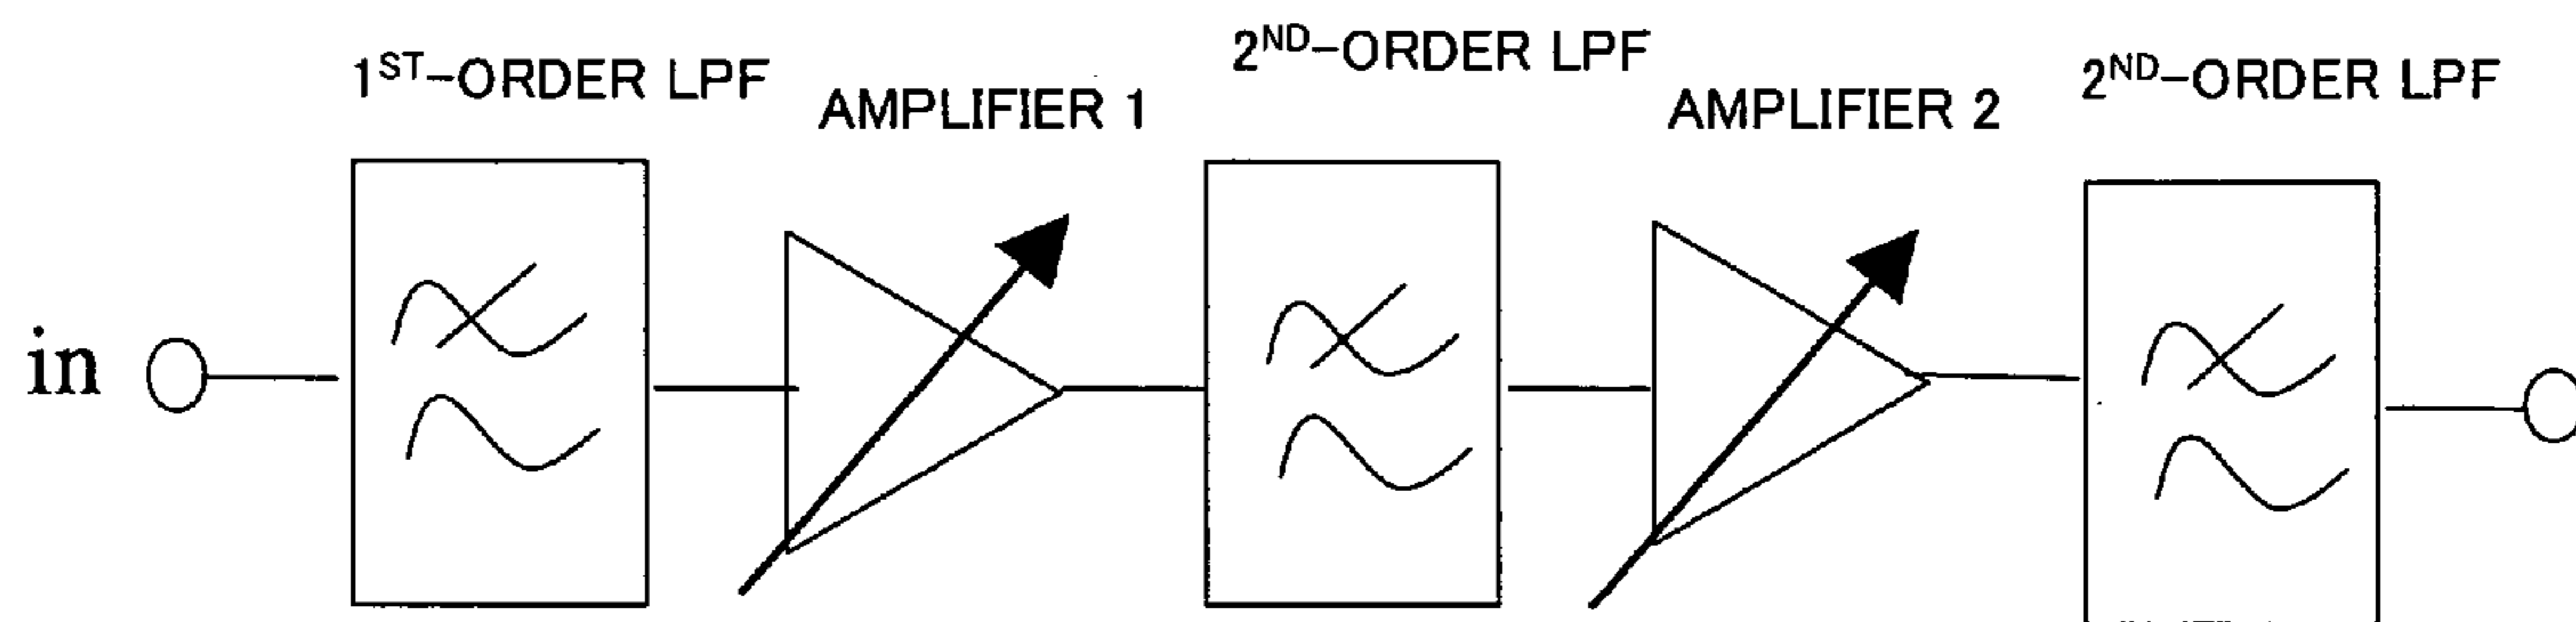 1ST-ORDER LPF
AMPLIFIER 1
2ND-ORDER LPF
AMPLIFIER 2
2ND-ORDER LPF
in